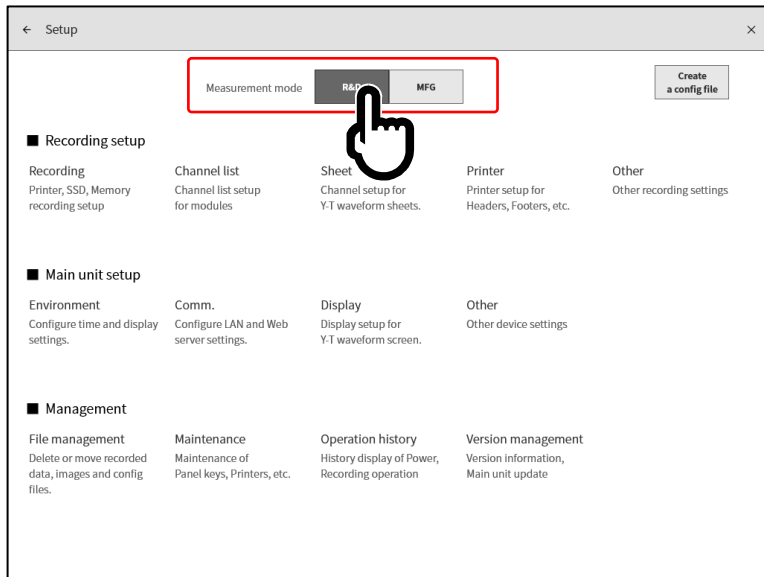 ← Setup ×
Measurement mode R&D MFG
Create
a config file
■ Recording setup
Recording
Printer, SSD, Memory
recording setup
Channel list
Channel list setup
for modules
Sheet
Channel setup for
Y-T waveform sheets.
Printer
Printer setup for
Headers, Footers, etc.
Other
Other recording settings
■ Main unit setup
Environment
Configure time and display
settings.
Comm.
Configure LAN and Web
server settings.
Display
Display setup for
Y-T waveform screen.
Other
Other device settings
■ Management
File management
Delete or move recorded
data, images and config
files.
Maintenance
Maintenance of
Panel keys, Printers, etc.
Operation history
History display of Power,
Recording operation
Version management
Version information,
Main unit update